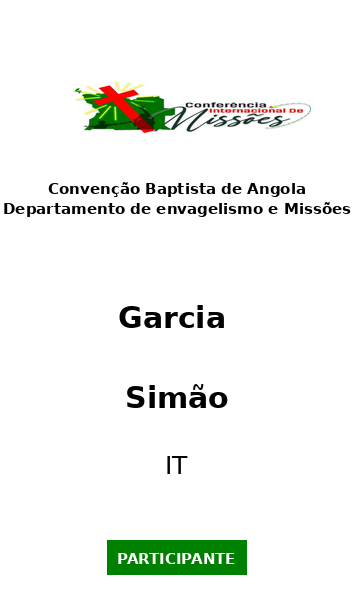 Conferência
Internacional De
Missões
Convenção Baptista de Angola
Departamento de envagelismo e Missões
Garcia
Simão
IT
PARTICIPANTE